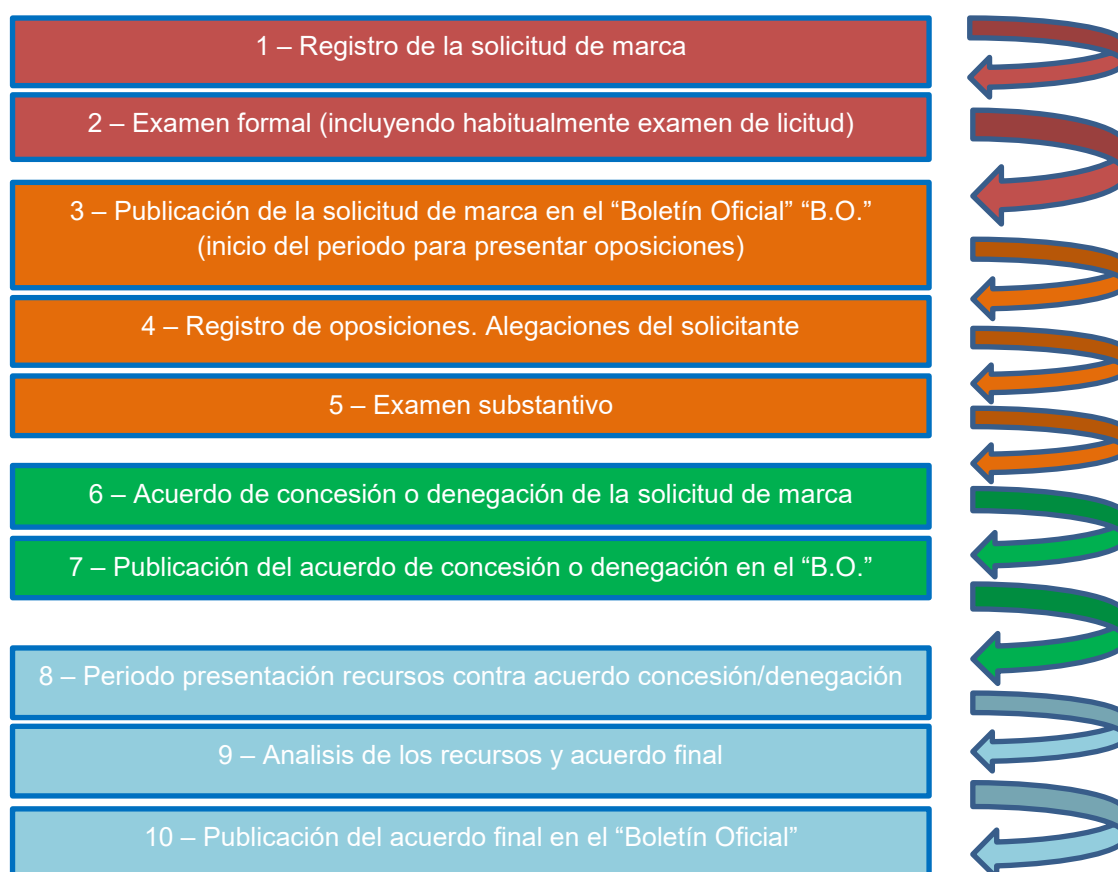 1 – Registro de la solicitud de marca
2 – Examen formal (incluyendo habitualmente examen de licitud)
3 – Publicación de la solicitud de marca en el “Boletín Oficial” “B.O.”
(inicio del periodo para presentar oposiciones)
4 – Registro de oposiciones. Alegaciones del solicitante
5 – Examen substantivo
6 – Acuerdo de concesión o denegación de la solicitud de marca
7 – Publicación del acuerdo de concesión o denegación en el “B.O.”
8 – Periodo presentación recursos contra acuerdo concesión/denegación
9 – Analisis de los recursos y acuerdo final
10 – Publicación del acuerdo final en el “Boletín Oficial”